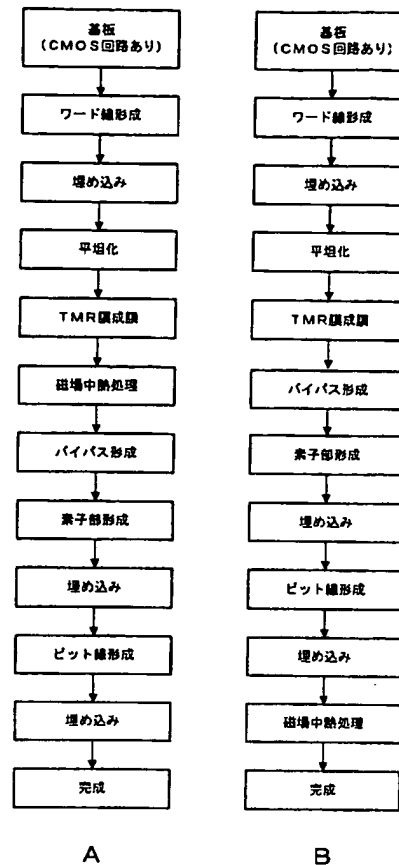 基板
(CMOS回路あり)
ワード線形成
埋め込み
平坦化
TMR膜成膜
磁場中熱処理
バイパス形成
素子部形成
埋め込み
ビット線形成
埋め込み
完成
A
基板
(CMOS回路あり)
ワード線形成
埋め込み
平坦化
TMR膜成膜
バイパス形成
素子部形成
埋め込み
ビット線形成
埋め込み
磁場中熱処理
完成
B